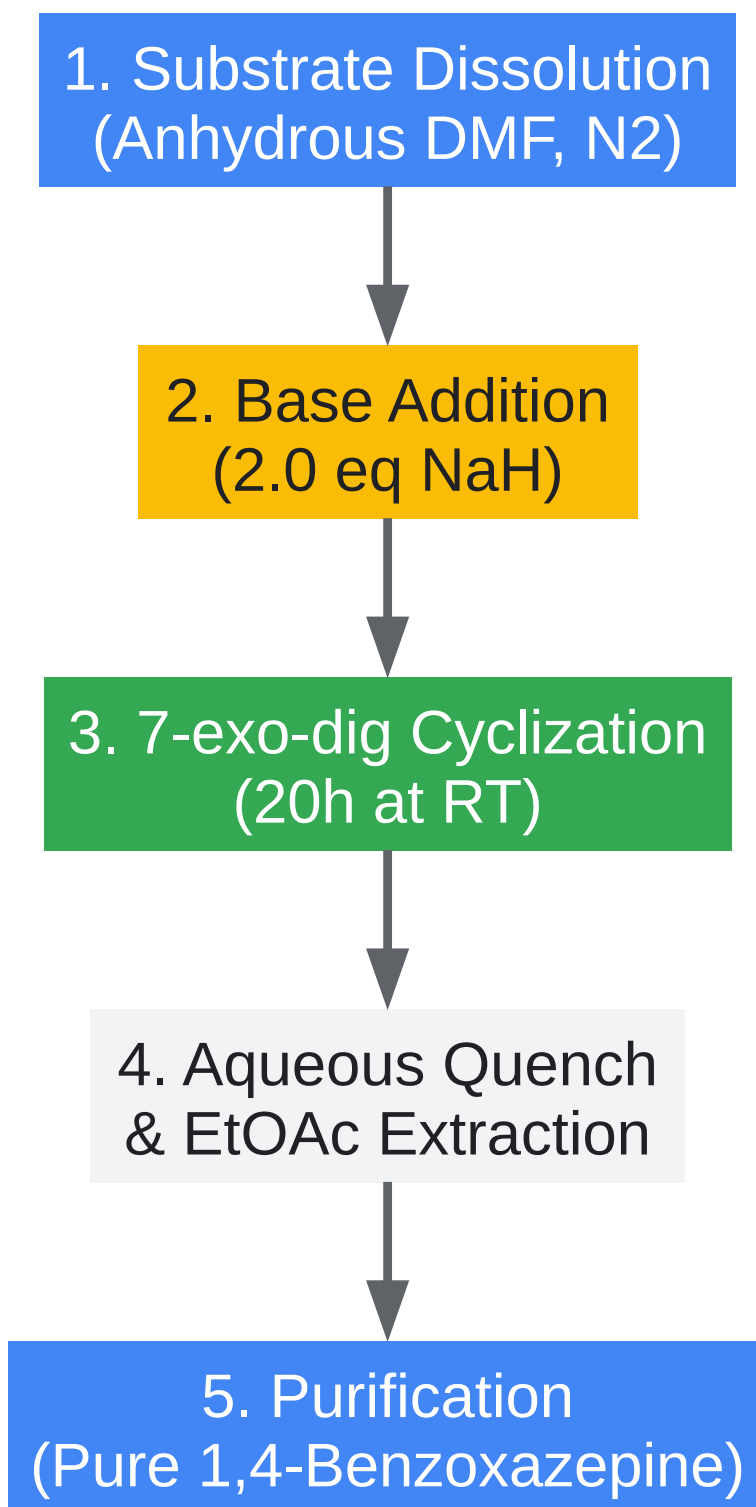 1. Substrate Dissolution
(Anhydrous DMF, N2)
2. Base Addition
(2.0 eq NaH)
3. 7-exo-dig Cyclization
(20h at RT)
4. Aqueous Quench
& EtOAc Extraction
5. Purification
(Pure 1,4-Benzoxazepine)